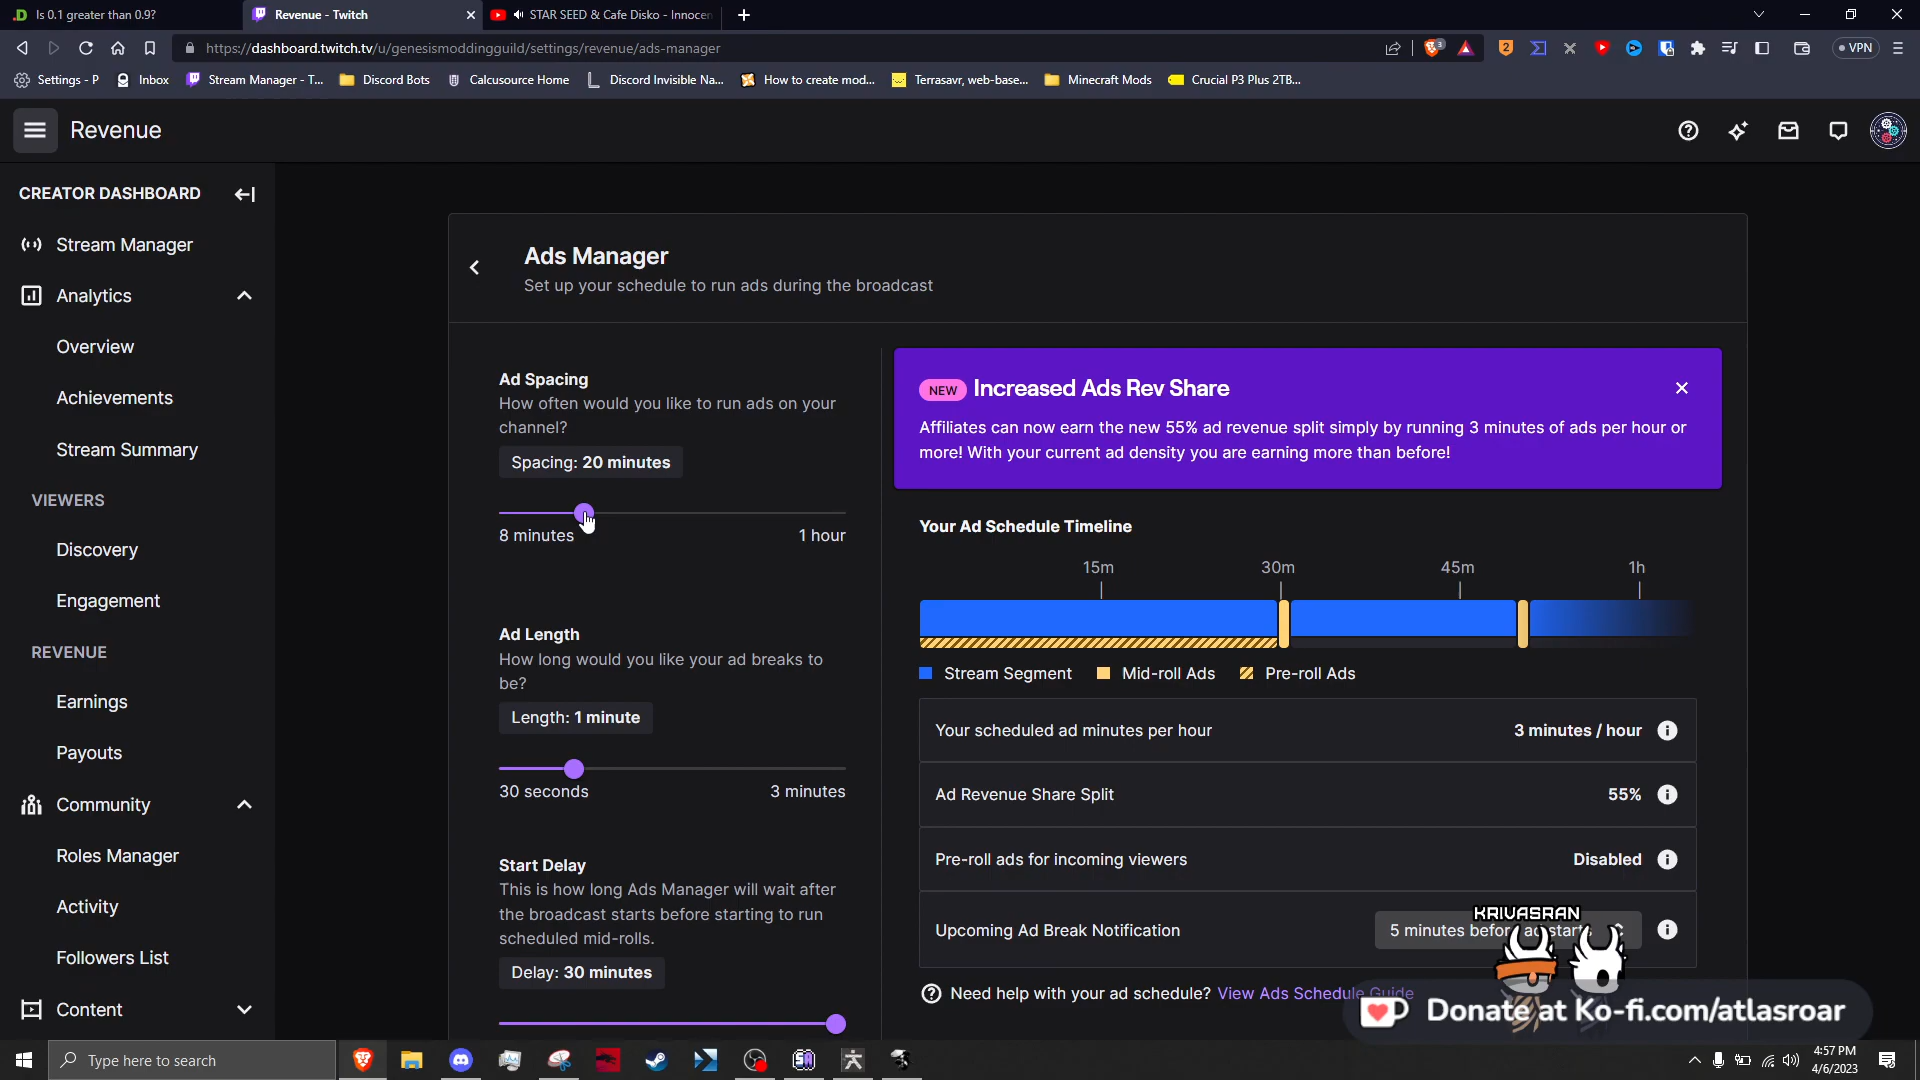 Is 0.1 greater than 0.9?
Revenue - Twitch
STAR SEED & Cafe Disko - Innocen
https://dashboard.twitch.tv/u/genesismoddingguild/settings/revenue/ads-manager
3
2
VPN
Settings - P
Inbox
Stream Manager - T...
Discord Bots
Calcusource Home
Discord Invisible Na...
How to create mod...
Terrasavr, web-base...
Minecraft Mods
Crucial P3 Plus 2TB...
Revenue
CREATOR DASHBOARD
Stream Manager
Analytics
Overview
Achievements
Stream Summary
VIEWERS
Discovery
Engagement
REVENUE
Earnings
Payouts
Community
Roles Manager
Activity
Followers List
Content
Ads Manager
Set up your schedule to run ads during the broadcast
Ad Spacing
How often would you like to run ads on your
channel?
Spacing: 20 minutes
8 minutes
1 hour
Ad Length
How long would you like your ad breaks to
be?
Length: 1 minute
30 seconds
3 minutes
Start Delay
This is how long Ads Manager will wait after
the broadcast starts before starting to run
scheduled mid-rolls.
Delay: 30 minutes
NEW Increased Ads Rev Share
Affiliates can now earn the new 55% ad revenue split simply by running 3 minutes of ads per hour or
more! With your current ad density you are earning more than before!
Your Ad Schedule Timeline
15m
30m
45m
1h
Stream Segment
Mid-roll Ads
Pre-roll Ads
Your scheduled ad minutes per hour
3 minutes / hour
Ad Revenue Share Split
55%
Pre-roll ads for incoming viewers
Disabled
KRIVASRAN
Upcoming Ad Break Notification
5 minutes before ad starts
Need help with your ad schedule? View Ads Schedule Guide
Donate at Ko-fi.com/atlasroar
Type here to search
4:57 PM
4/6/2023